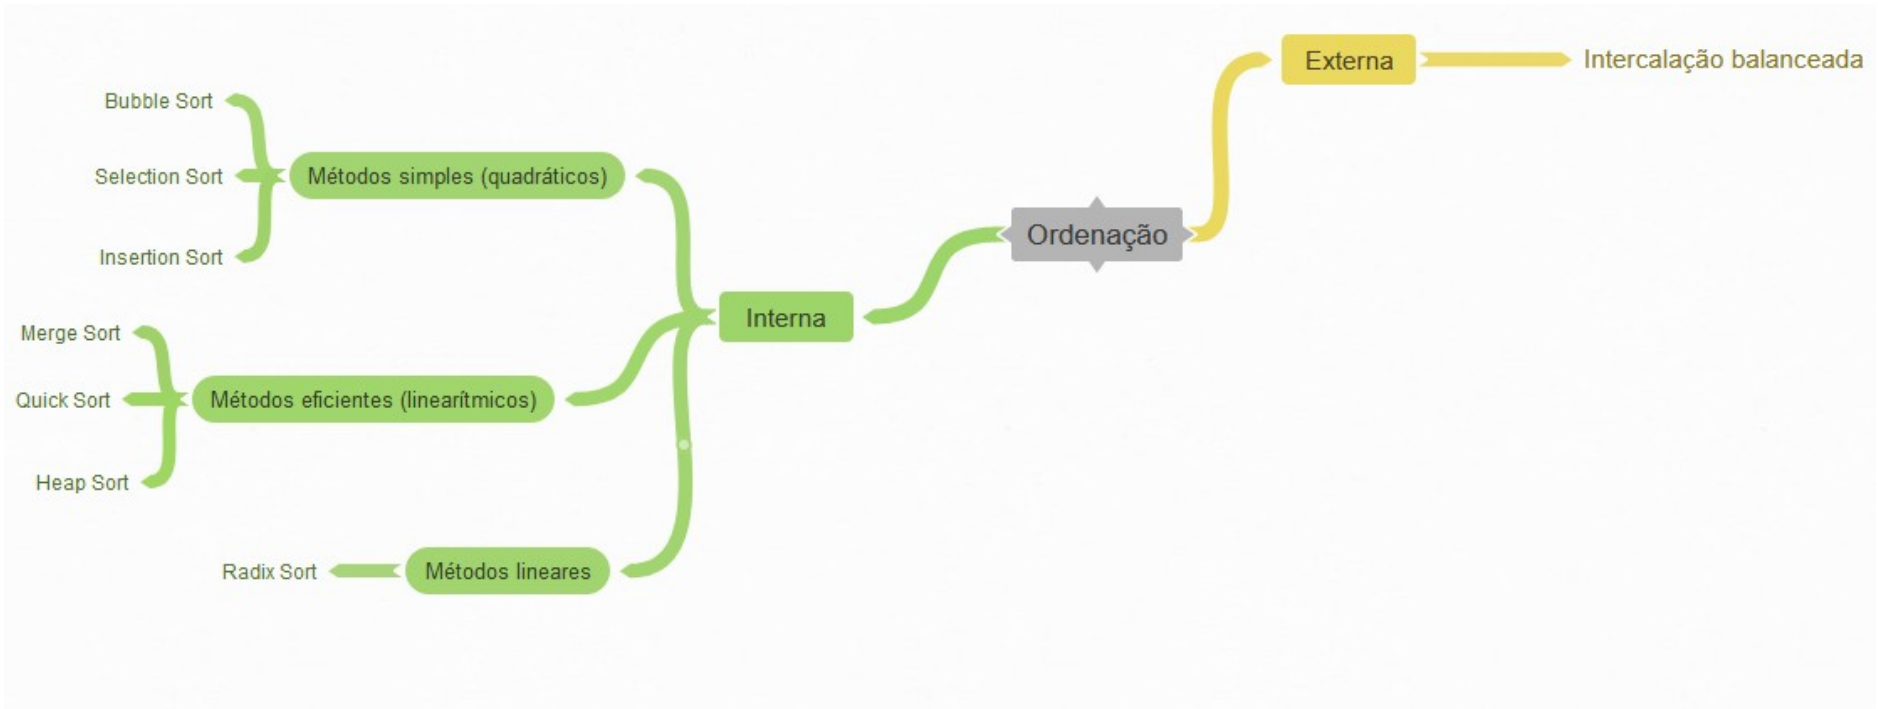 Externa
Intercalação balanceada
Bubble Sort
Selection Sort
Métodos simples (quadráticos)
Insertion Sort
Ordenação
Interna
Merge Sort
Quick Sort
Métodos eficientes (linearítmicos)
Heap Sort
Radix Sort
Métodos lineares